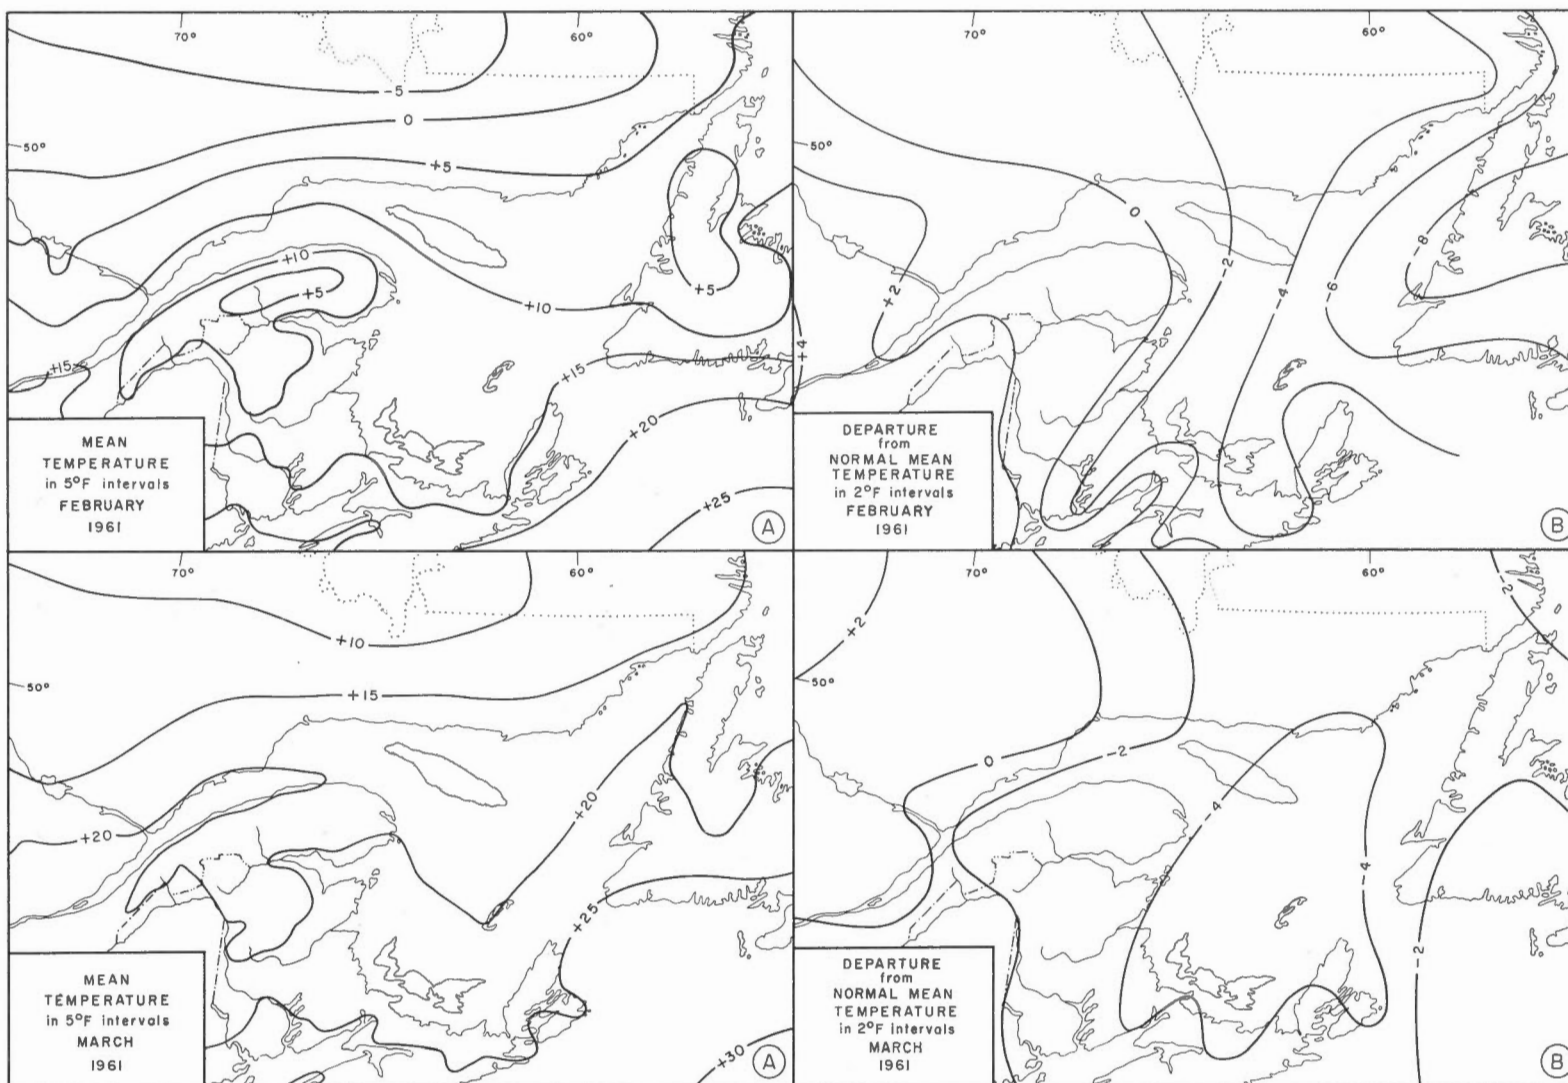 70°
60°
-5
0
50°
+5
+10
+5
+5
+10
+15
+15
+20
+25
MEAN
TEMPERATURE
in 5°F intervals
FEBRUARY
1961
A
70°
60°
50°
0
-2
-8
+2
-4
-6
+4
DEPARTURE
from
NORMAL MEAN
TEMPERATURE
in 2°F intervals
FEBRUARY
1961
B
70°
60°
+10
50°
+15
+20
+20
+25
+30
MEAN
TEMPERATURE
in 5°F intervals
MARCH
1961
A
70°
60°
-2
+2
50°
0
-2
-4
-4
-2
DEPARTURE
from
NORMAL MEAN
TEMPERATURE
in 2°F intervals
MARCH
1961
B